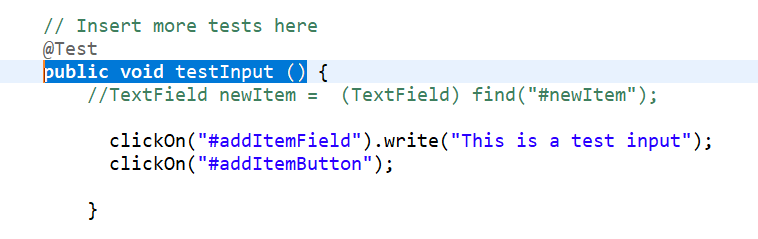 // Insert more tests here
@Test
public void testInput () {
//TextField newItem =  (TextField) find("#newItem");
clickOn("#addItemField").write("This is a test input");
clickOn("#addItemButton");
}